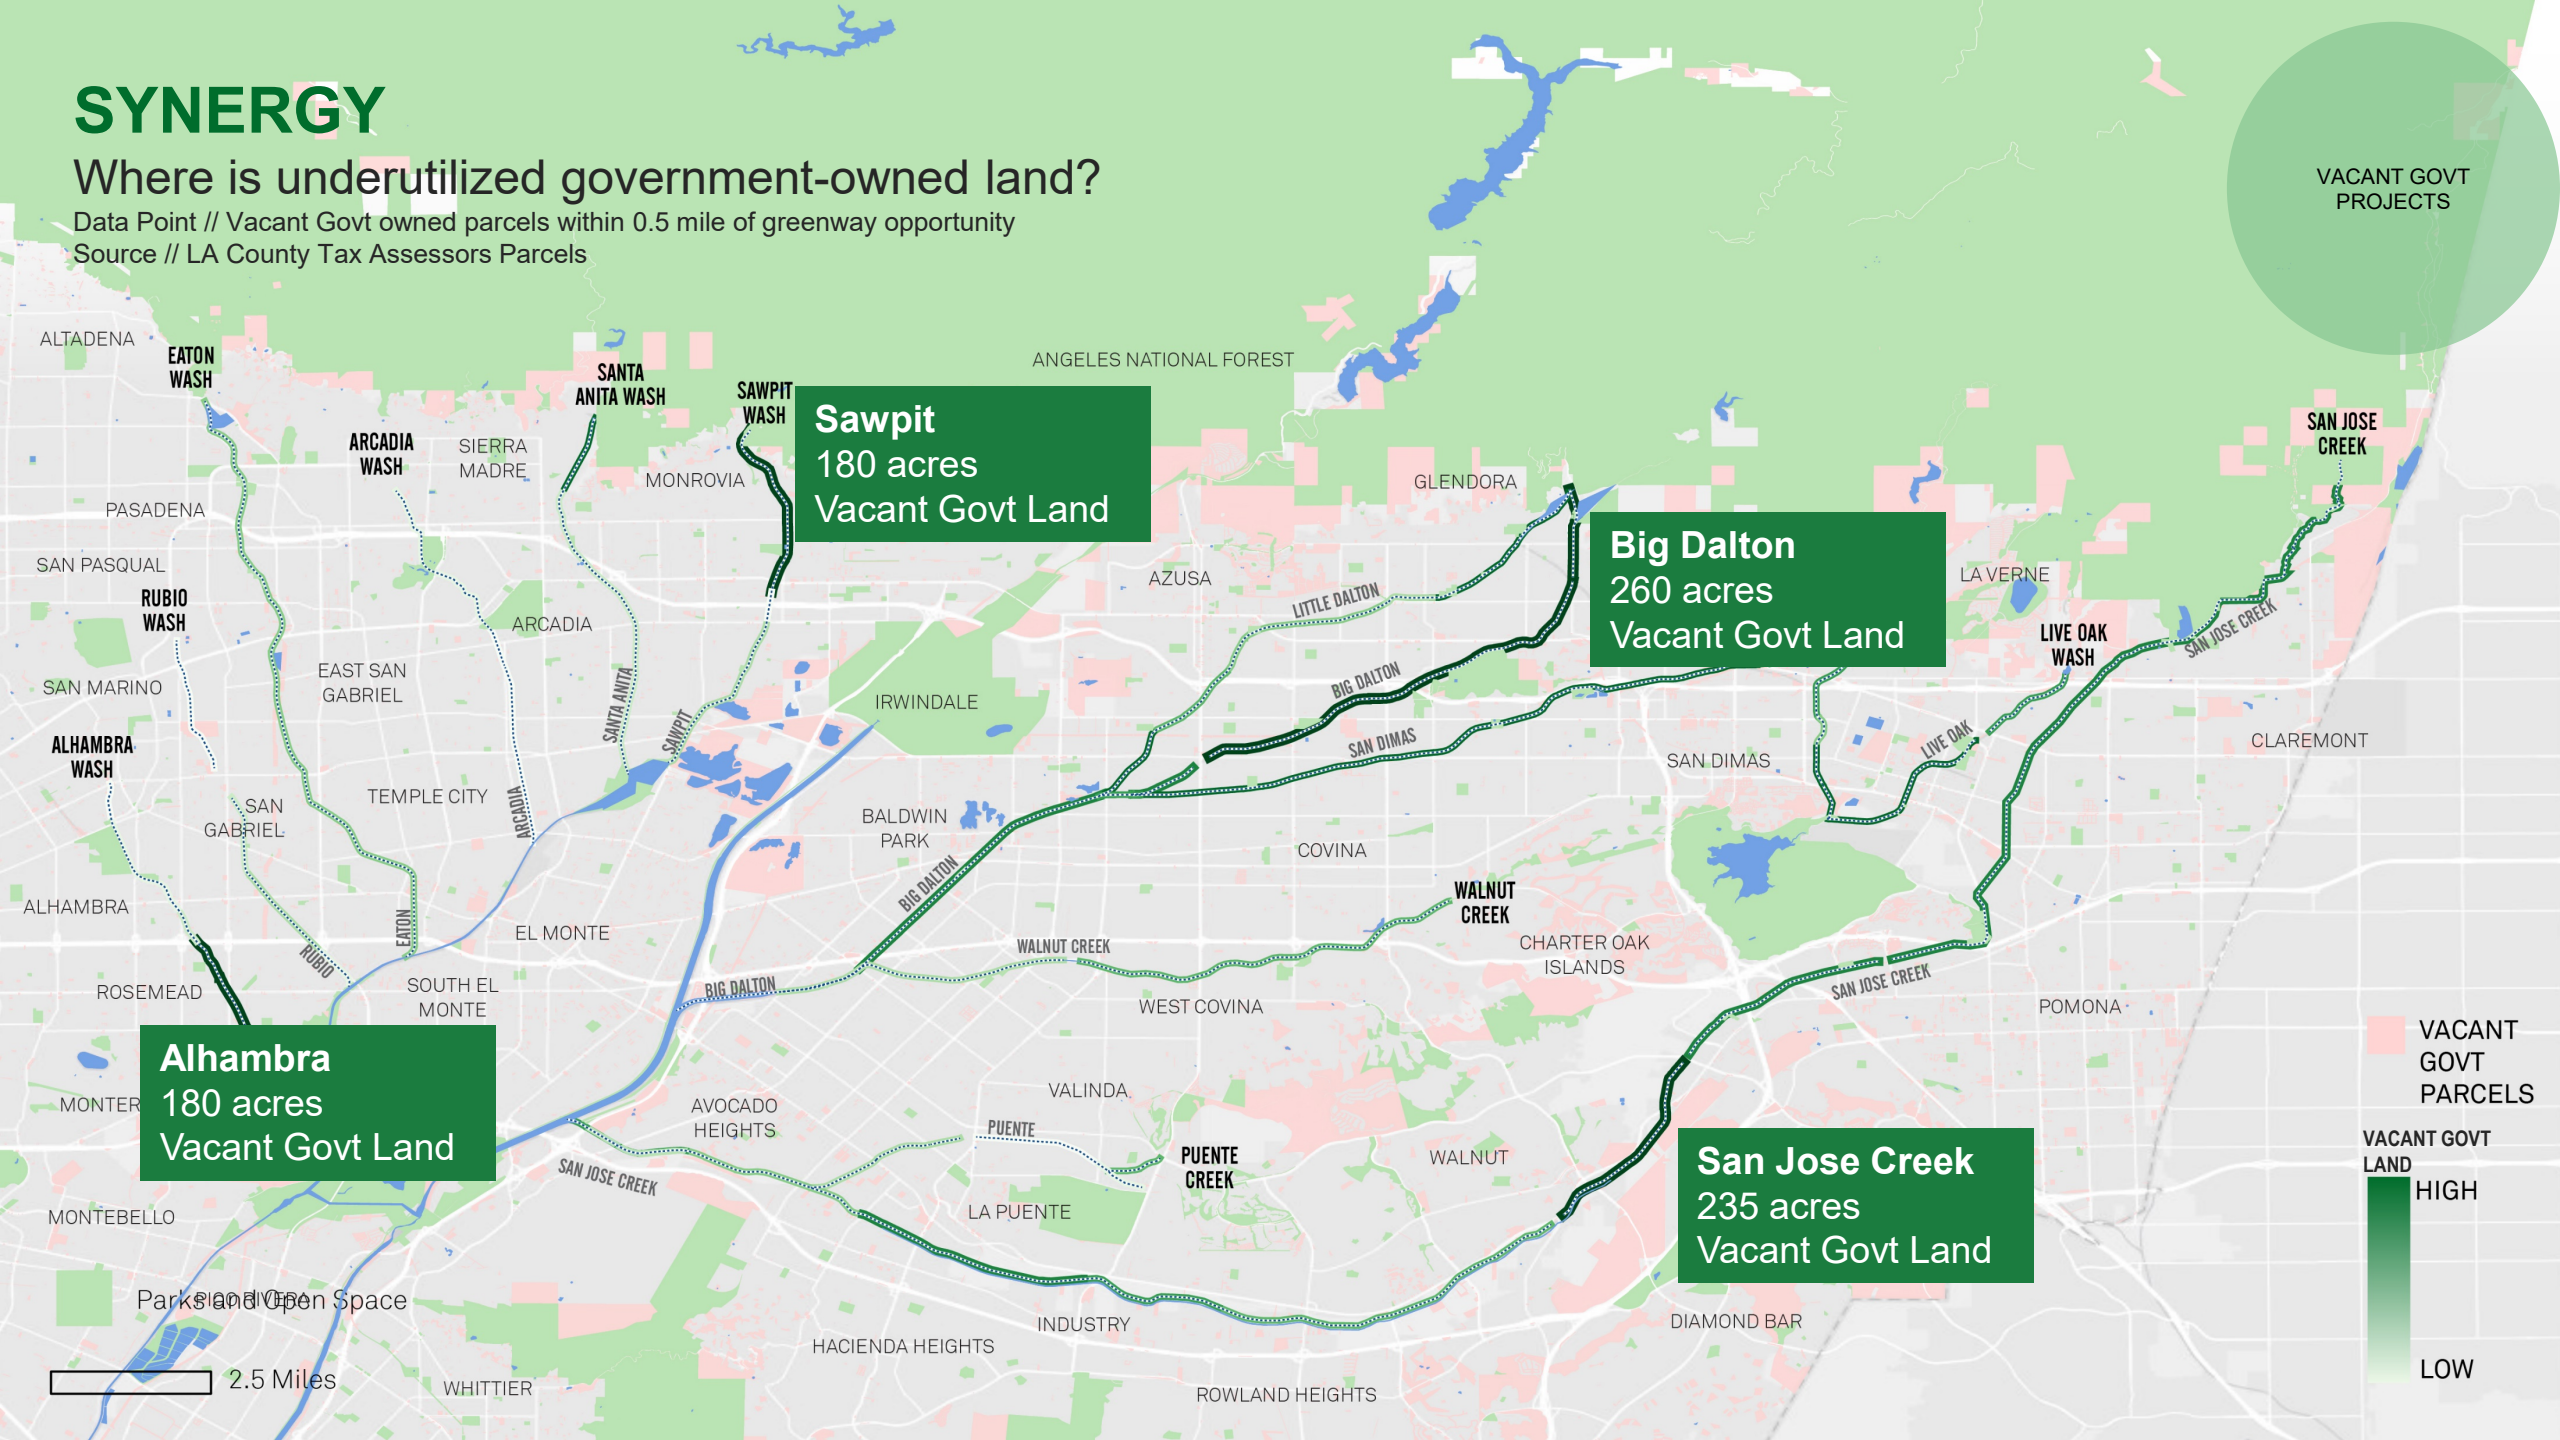 SYNERGY
Where is underutilized government-owned land?
Data Point // Vacant Govt owned parcels within 0.5 mile of greenway opportunity
Source // LA County Tax Assessors Parcels
VACANT GOVT
PROJECTS
ALTADENA
EATON
WASH
SANTA
ANITA WASH
SAWPIT
WASH
ANGELES NATIONAL FOREST
Sawpit
180 acres
Vacant Govt Land
ARCADIA
WASH
SIERRA
MADRE
MONROVIA
GLENDORA
SAN JOSE
CREEK
PASADENA
SAN PASQUAL
RUBIO
WASH
ARCADIA
AZUSA
LITTLE DALTON
Big Dalton
260 acres
Vacant Govt Land
LA VERNE
LIVE OAK
WASH
SAN JOSE CREEK
EAST SAN
GABRIEL
SAN MARINO
SANTA ANITA
SAWPIT
IRWINDALE
BIG DALTON
SAN DIMAS
SAN DIMAS
LIVE OAK
CLAREMONT
ALHAMBRA
WASH
TEMPLE CITY
ARCADIA
SAN
GABRIEL
BALDWIN
PARK
COVINA
BIG DALTON
WALNUT
CREEK
ALHAMBRA
EATON
RUBIO
EL MONTE
WALNUT CREEK
CHARTER OAK
ISLANDS
ROSEMEAD
SOUTH EL
MONTE
BIG DALTON
WEST COVINA
SAN JOSE CREEK
POMONA
Alhambra
180 acres
Vacant Govt Land
MONTER
AVOCADO
HEIGHTS
VALINDA
PUENTE
PUENTE
CREEK
WALNUT
SAN JOSE CREEK
LA PUENTE
San Jose Creek
235 acres
Vacant Govt Land
VACANT
GOVT
PARCELS
VACANT GOVT
LAND
HIGH
LOW
MONTEBELLO
PICO RIVERA
Parks and Open Space
INDUSTRY
HACIENDA HEIGHTS
DIAMOND BAR
2.5 Miles
WHITTIER
ROWLAND HEIGHTS